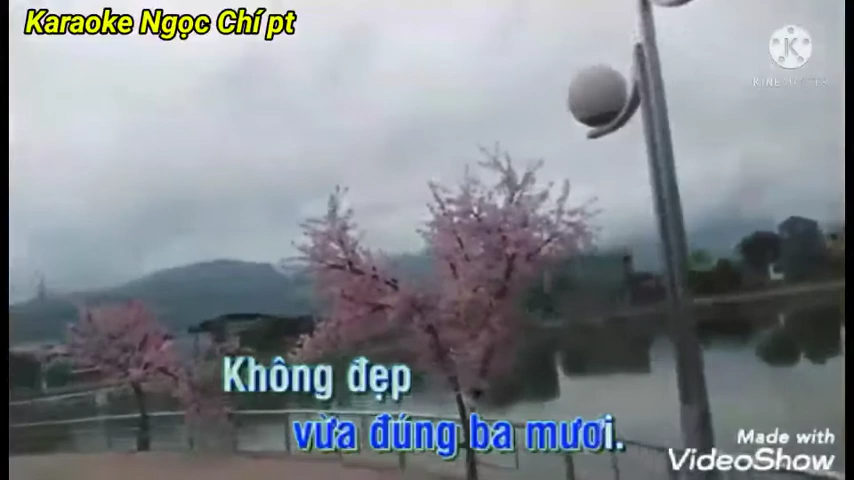 Karaoke Ngọc Chí pt
Không đẹp
vừa đúng ba mươi.
Made with
VideoShow